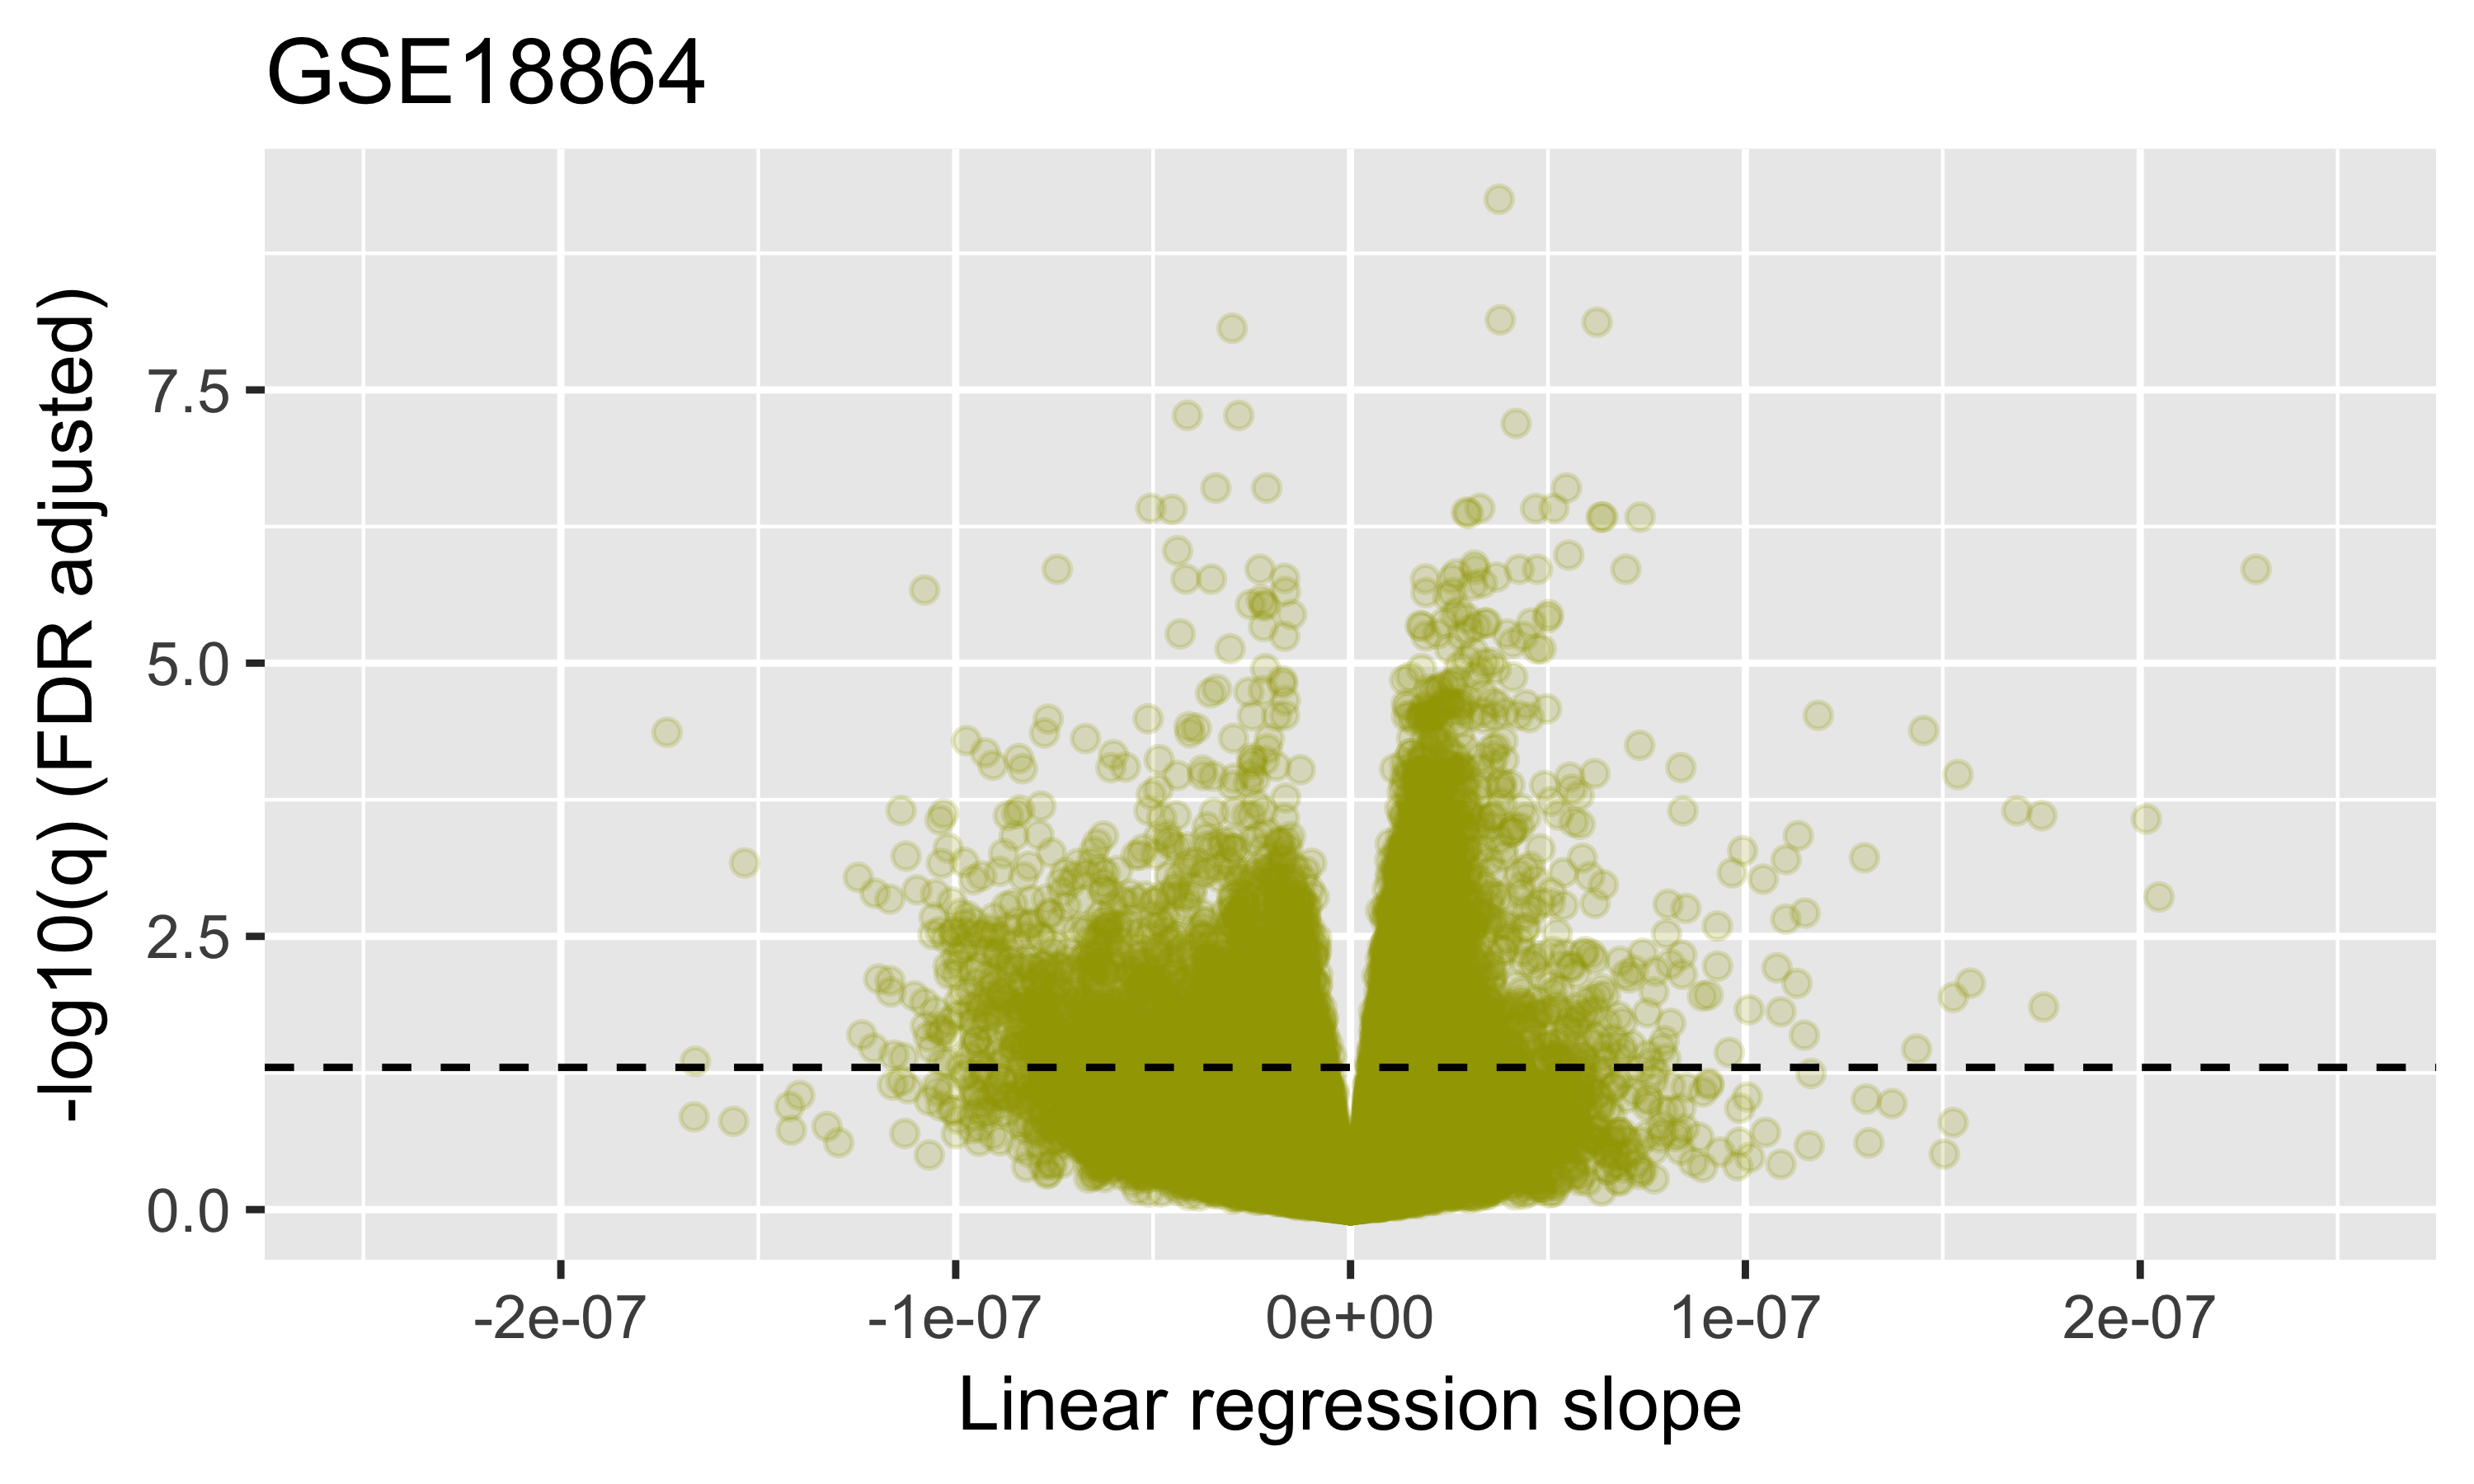 GSE18864
-log10(q) (FDR adjusted)
7.5
5.0
2.5
0.0
-2e-07
-1e-07
0e+00
1e-07
2e-07
Linear regression slope